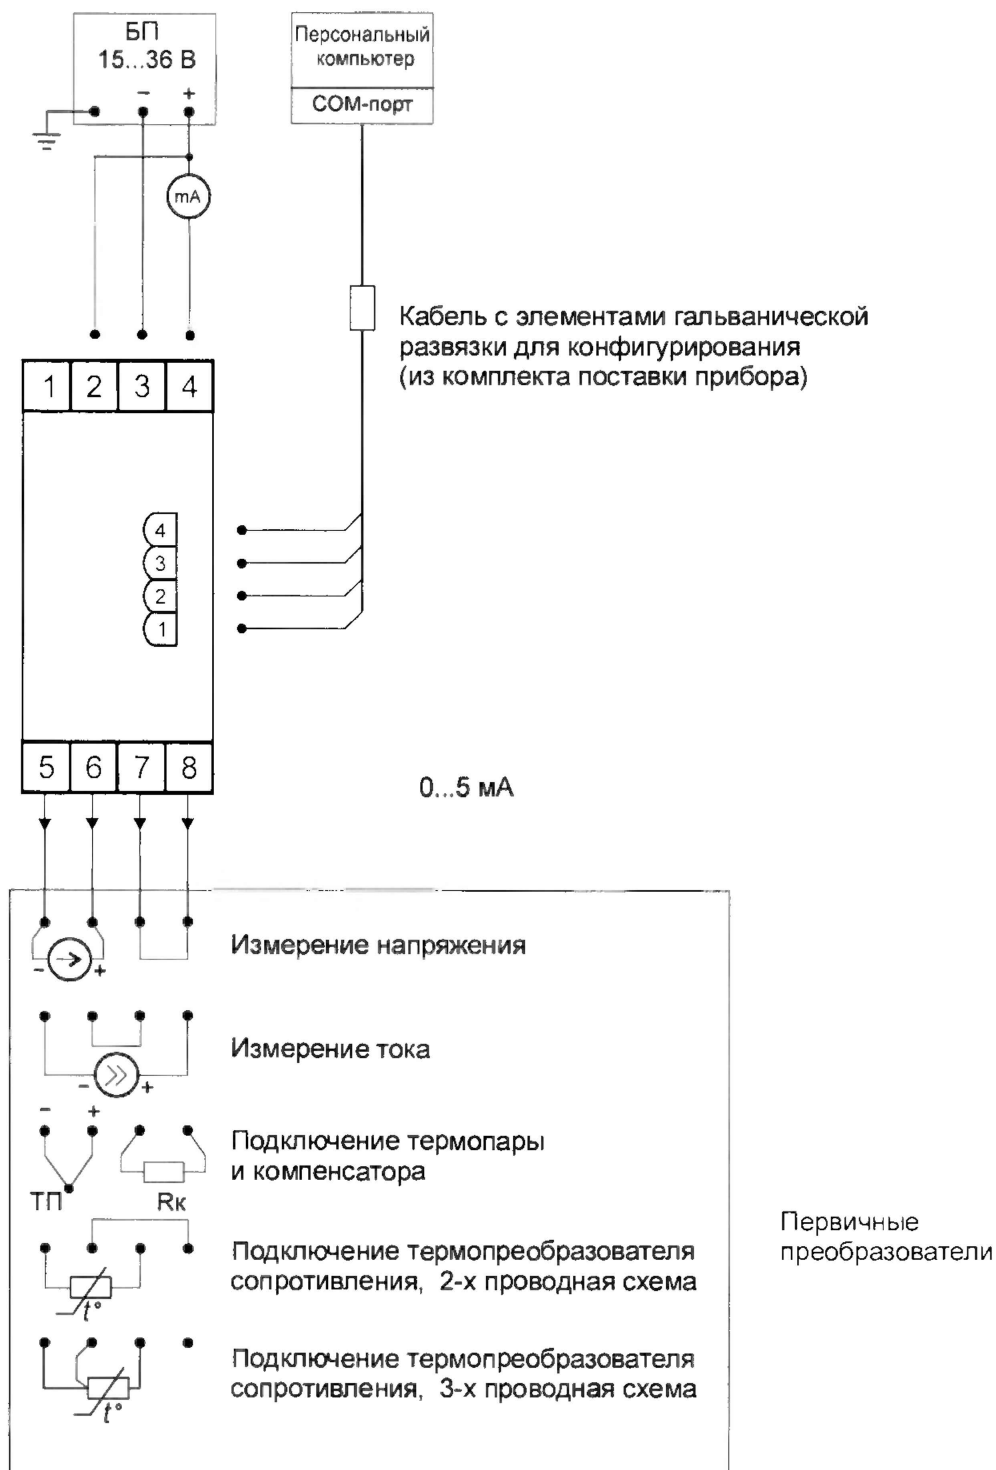 БП
15...36 В
- +
Персональный
компьютер
COM-порт
mA
Кабель с элементами гальванической
развязки для конфигурирования
(из комплекта поставки прибора)
1 2 3 4
4
3
2
1
5 6 7 8
0...5 мА
Измерение напряжения
- +
Измерение тока
- +
- +
Подключение термопары
и компенсатора
ТП Rк
Подключение термопреобразователя
сопротивления, 2-х проводная схема
t°
Первичные
преобразователи
Подключение термопреобразователя
сопротивления, 3-х проводная схема
t°